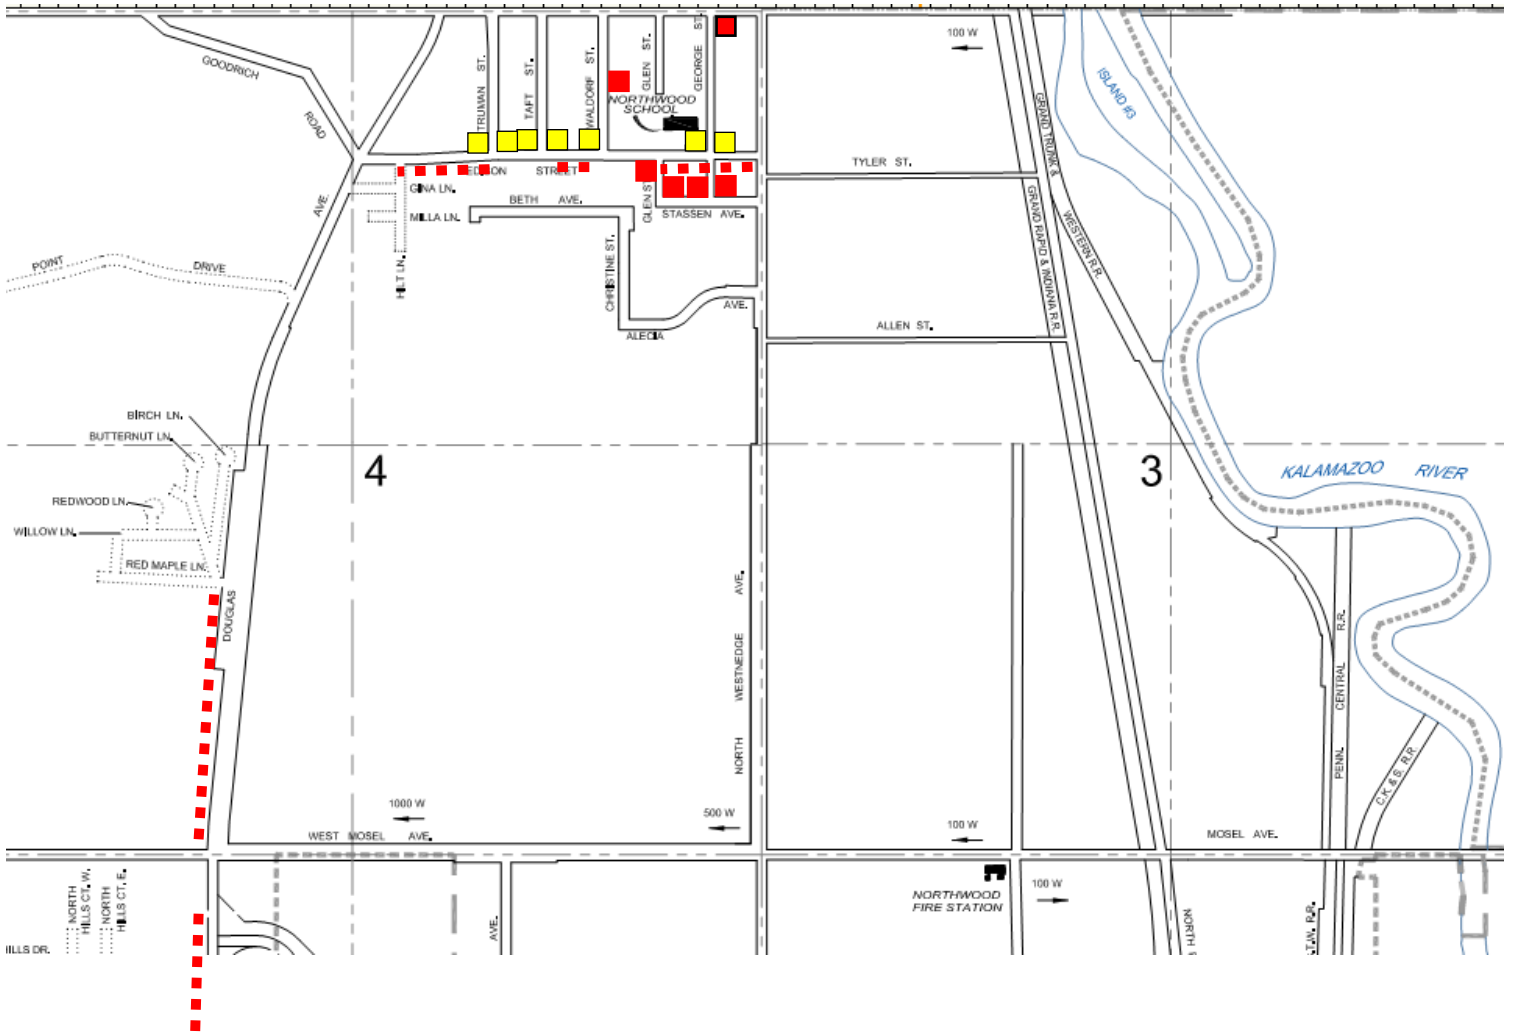 GOODRICH
ROAD
AVE.
TRUMAN ST.
TAFT ST.
WALDORF ST.
GLEN ST.
GEORGE ST.
NORTHWOOD
SCHOOL
100 W
ISLAND #3
GRAND TRUNK &
WESTERN R.R.
GRAND RAPID & INDIANA R.R.
TYLER ST.
STREET
GINA LN.
MILLA LN.
HILT LN.
BETH AVE.
GLEN S
STASSEN AVE.
CHRISTINE ST.
AVE.
ALECIA
ALLEN ST.
POINT DRIVE
BIRCH LN.
BUTTERNUT LN.
REDWOOD LN.
WILLOW LN.
RED MAPLE LN.
DOUGLAS
4
3
KALAMAZOO RIVER
NORTH WESTNEDGE AVE.
PENN. CENTRAL R.R.
C.K. & S. R.R
1000 W
500 W
100 W
WEST MOSEL AVE.
MOSEL AVE.
NORTH
HILLS CT. W.
NORTH
HILLS CT. E.
HILLS DR.
AVE.
NORTHWOOD
FIRE STATION
100 W
NORTH
T.W. R.R.